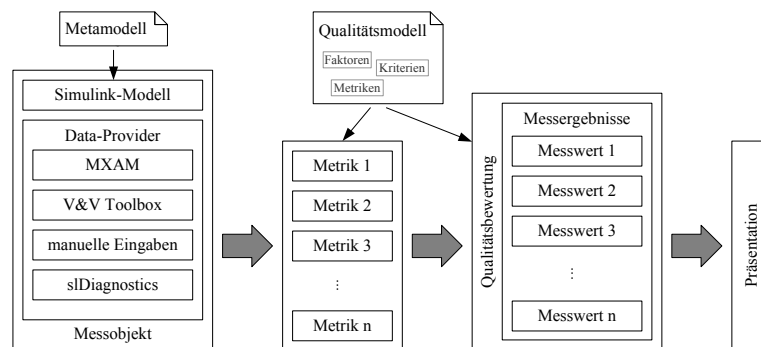 Metamodell
Simulink-Modell
Data-Provider
MXAM
V&V Toolbox
manuelle Eingaben
slDiagnostics
Messobjekt
Qualitätsmodell
Faktoren
Kriterien
Metriken
Metrik 1
Metrik 2
Metrik 3
...
Metrik n
Qualitätsbewertung
Messergebnisse
Messwert 1
Messwert 2
Messwert 3
...
Messwert n
Präsentation